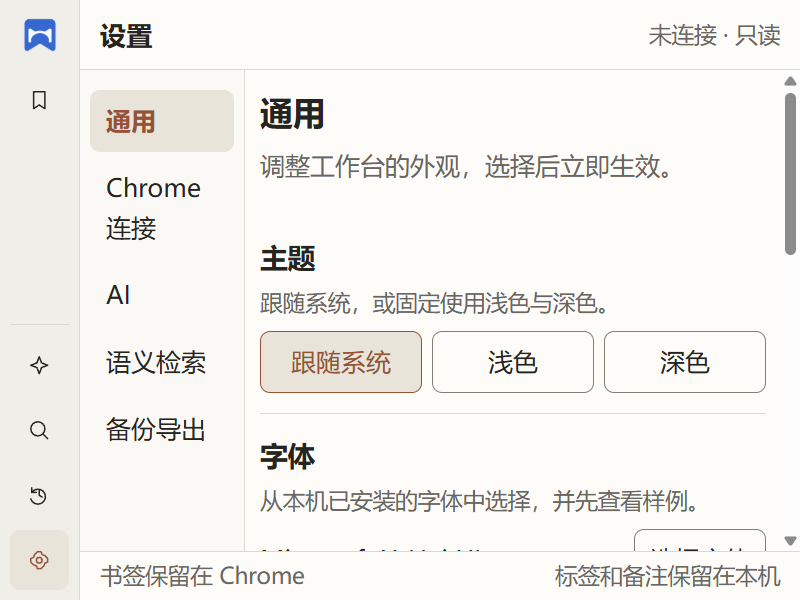 设置
未连接 · 只读
通用
Chrome
连接
AI
语义检索
备份导出
通用
调整工作台的外观，选择后立即生效。
主题
跟随系统，或固定使用浅色与深色。
跟随系统
浅色
深色
字体
从本机已安装的字体中选择，并先查看样例。
书签保留在 Chrome
标签和备注保留在本机